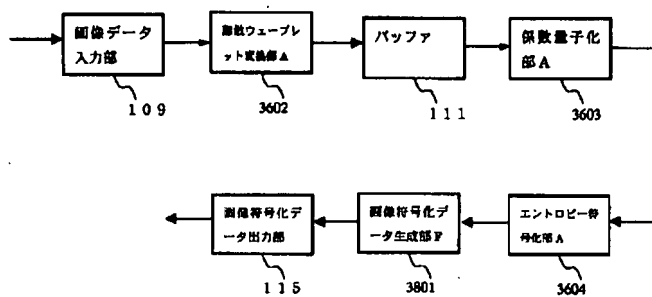 画像データ
入力部
離散ウェーブレ
ット変換部A
バッファ
係数量子化
部A
109
3602
111
3603
画像符号化デ
ータ出力部
画像符号化デ
ータ生成部F
エントロピー符
号化部A
115
3801
3604